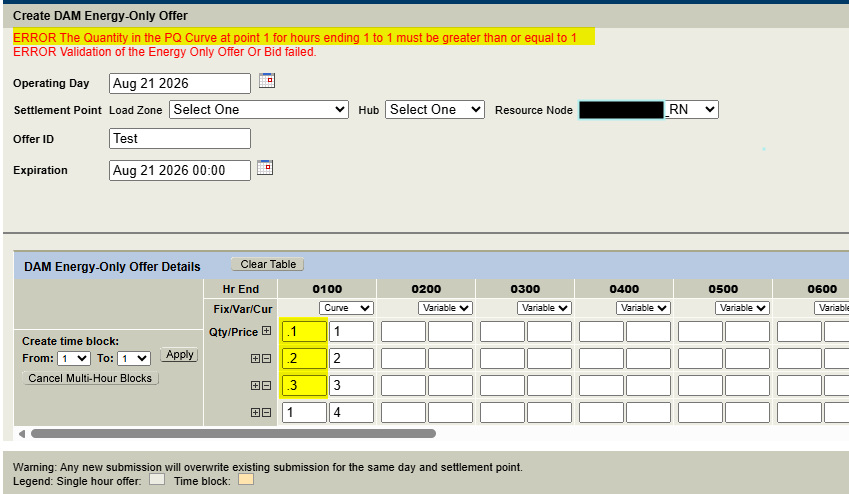 Create DAM Energy-Only Offer
ERROR The Quantity in the PQ Curve at point 1 for hours ending 1 to 1 must be greater than or equal to 1
ERROR Validation of the Energy Only Offer Or Bid failed.
Operating Day Aug 21 2026
Settlement Point Load Zone Select One Hub Select One Resource Node _RN
Offer ID Test
Expiration Aug 21 2026 00:00
DAM Energy-Only Offer Details Clear Table
Hr End 0100 0200 0300 0400 0500 0600
Fix/Var/Cur Curve Variable Variable Variable Variable Variable
Qty/Price .1 1
Create time block:
From: 1 To: 1 Apply
.2 2
Cancel Multi-Hour Blocks
.3 3
1 4
Warning: Any new submission will overwrite existing submission for the same day and settlement point.
Legend: Single hour offer: Time block: